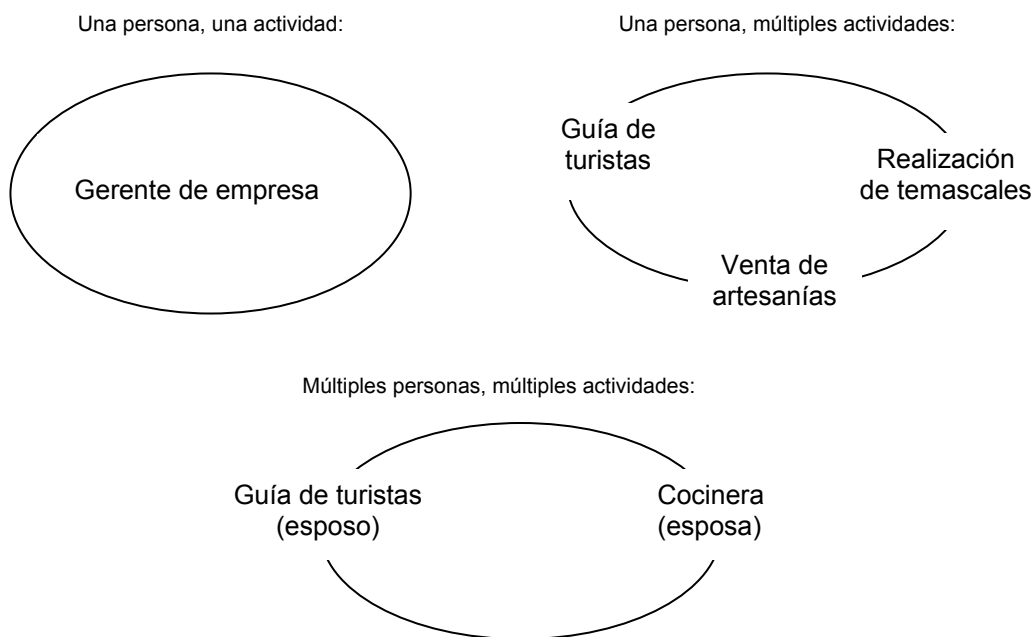 Una persona, una actividad:
Gerente de empresa
Una persona, múltiples actividades:
Guía de
turistas
Realización
de temascales
Venta de
artesanías
Múltiples personas, múltiples actividades:
Guía de turistas
(esposo)
Cocinera
(esposa)